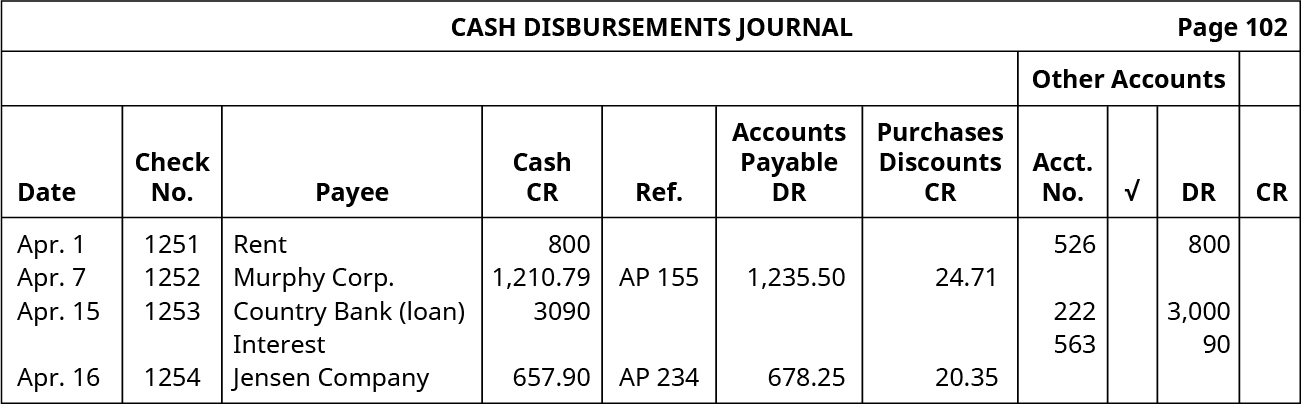 CASH DISBURSEMENTS JOURNAL Page 102
Other Accounts
Date Check No. Payee Cash CR Ref. Accounts Payable DR Purchases Discounts CR Acct. No. √ DR CR
Apr. 1 1251 Rent 800 526 800
Apr. 7 1252 Murphy Corp. 1,210.79 AP 155 1,235.50 24.71
Apr. 15 1253 Country Bank (loan) 3090 222 3,000
Interest 563 90
Apr. 16 1254 Jensen Company 657.90 AP 234 678.25 20.35